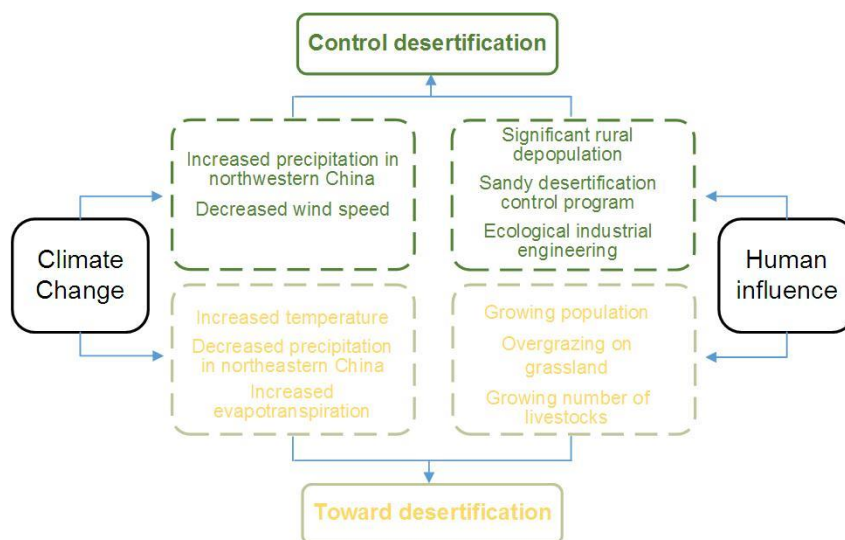 Control desertification
Increased precipitation in
northwestern China
Decreased wind speed
Significant rural
depopulation
Sandy desertification
control program
Ecological industrial
engineering
Climate
Change
Human
influence
Increased temperature
Decreased precipitation
in northeastern China
Increased
evapotranspiration
Growing population
Overgrazing on
grassland
Growing number of
livestocks
Toward desertification